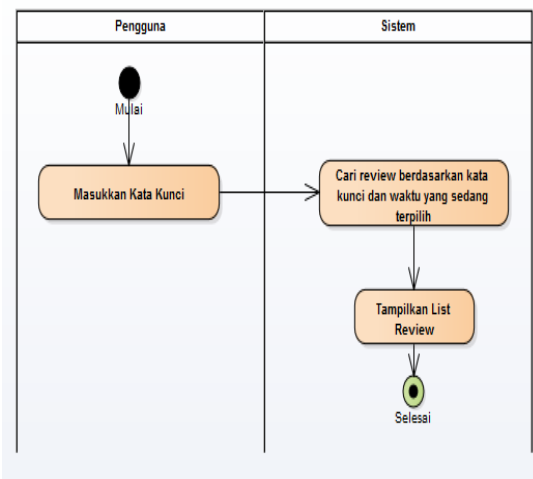 Pengguna
Sistem
Mulai
Masukkan Kata Kunci
Cari review berdasarkan kata
kunci dan waktu yang sedang
terpilih
Tampilkan List
Review
Selesai